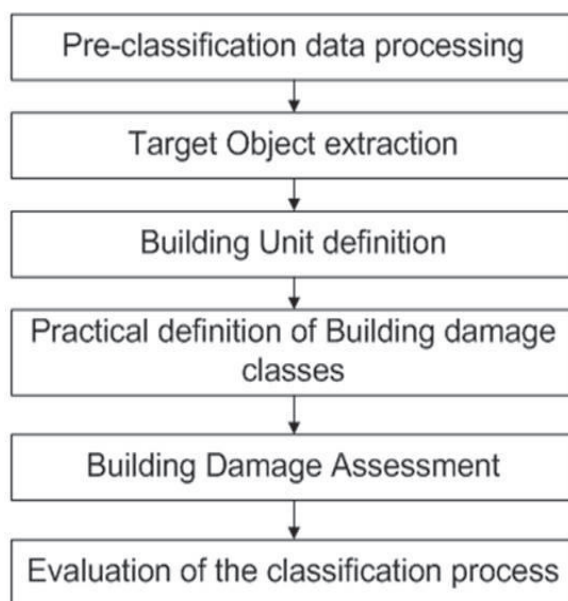 Pre-classification data processing
Target Object extraction
Building Unit definition
Practical definition of Building damage
classes
Building Damage Assessment
Evaluation of the classification process